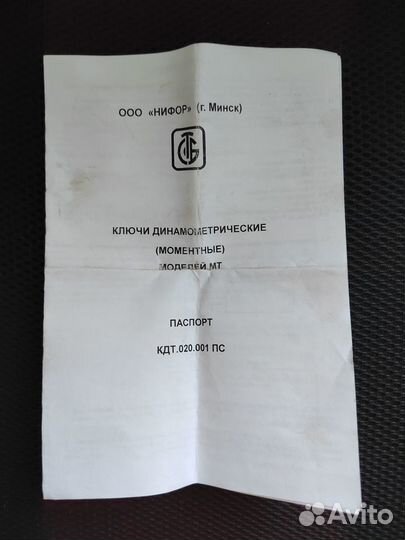 ООО «НИФОР» (г. Минск)
КЛЮЧИ ДИНАМОМЕТРИЧЕСКИЕ
(МОМЕНТНЫЕ)
МОДЕЛЕЙ МТ
ПАСПОРТ
КДТ.020.001 ПС
Avito